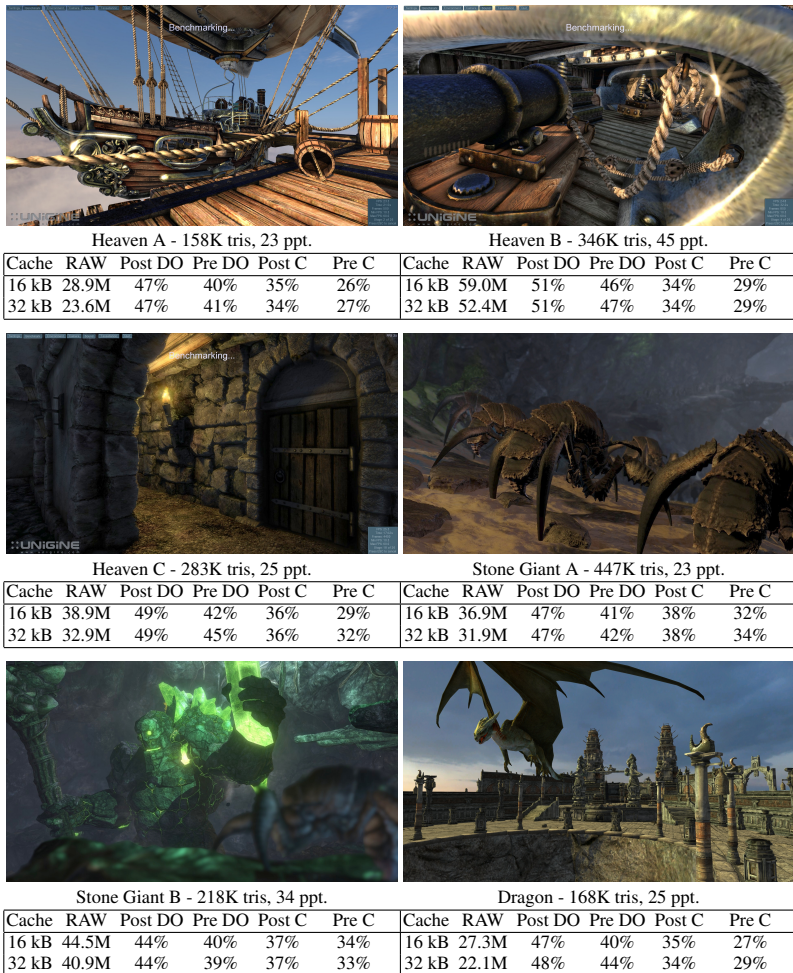 Benchmarking...
Benchmarking...
UNiGiNE
UNiGiNE
Heaven A - 158K tris, 23 ppt.
Heaven B - 346K tris, 45 ppt.
Cache RAW Post DO Pre DO Post C Pre C
16 kB 28.9M 47% 40% 35% 26%
32 kB 23.6M 47% 41% 34% 27%
Cache RAW Post DO Pre DO Post C Pre C
16 kB 59.0M 51% 46% 34% 29%
32 kB 52.4M 51% 47% 34% 29%
Benchmarking...
UNiGiNE
Heaven C - 283K tris, 25 ppt.
Stone Giant A - 447K tris, 23 ppt.
Cache RAW Post DO Pre DO Post C Pre C
16 kB 38.9M 49% 42% 36% 29%
32 kB 32.9M 49% 45% 36% 32%
Cache RAW Post DO Pre DO Post C Pre C
16 kB 36.9M 47% 41% 38% 32%
32 kB 31.9M 47% 42% 38% 34%
Stone Giant B - 218K tris, 34 ppt.
Dragon - 168K tris, 25 ppt.
Cache RAW Post DO Pre DO Post C Pre C
16 kB 44.5M 44% 40% 37% 34%
32 kB 40.9M 44% 39% 37% 33%
Cache RAW Post DO Pre DO Post C Pre C
16 kB 27.3M 47% 40% 35% 27%
32 kB 22.1M 48% 44% 34% 29%